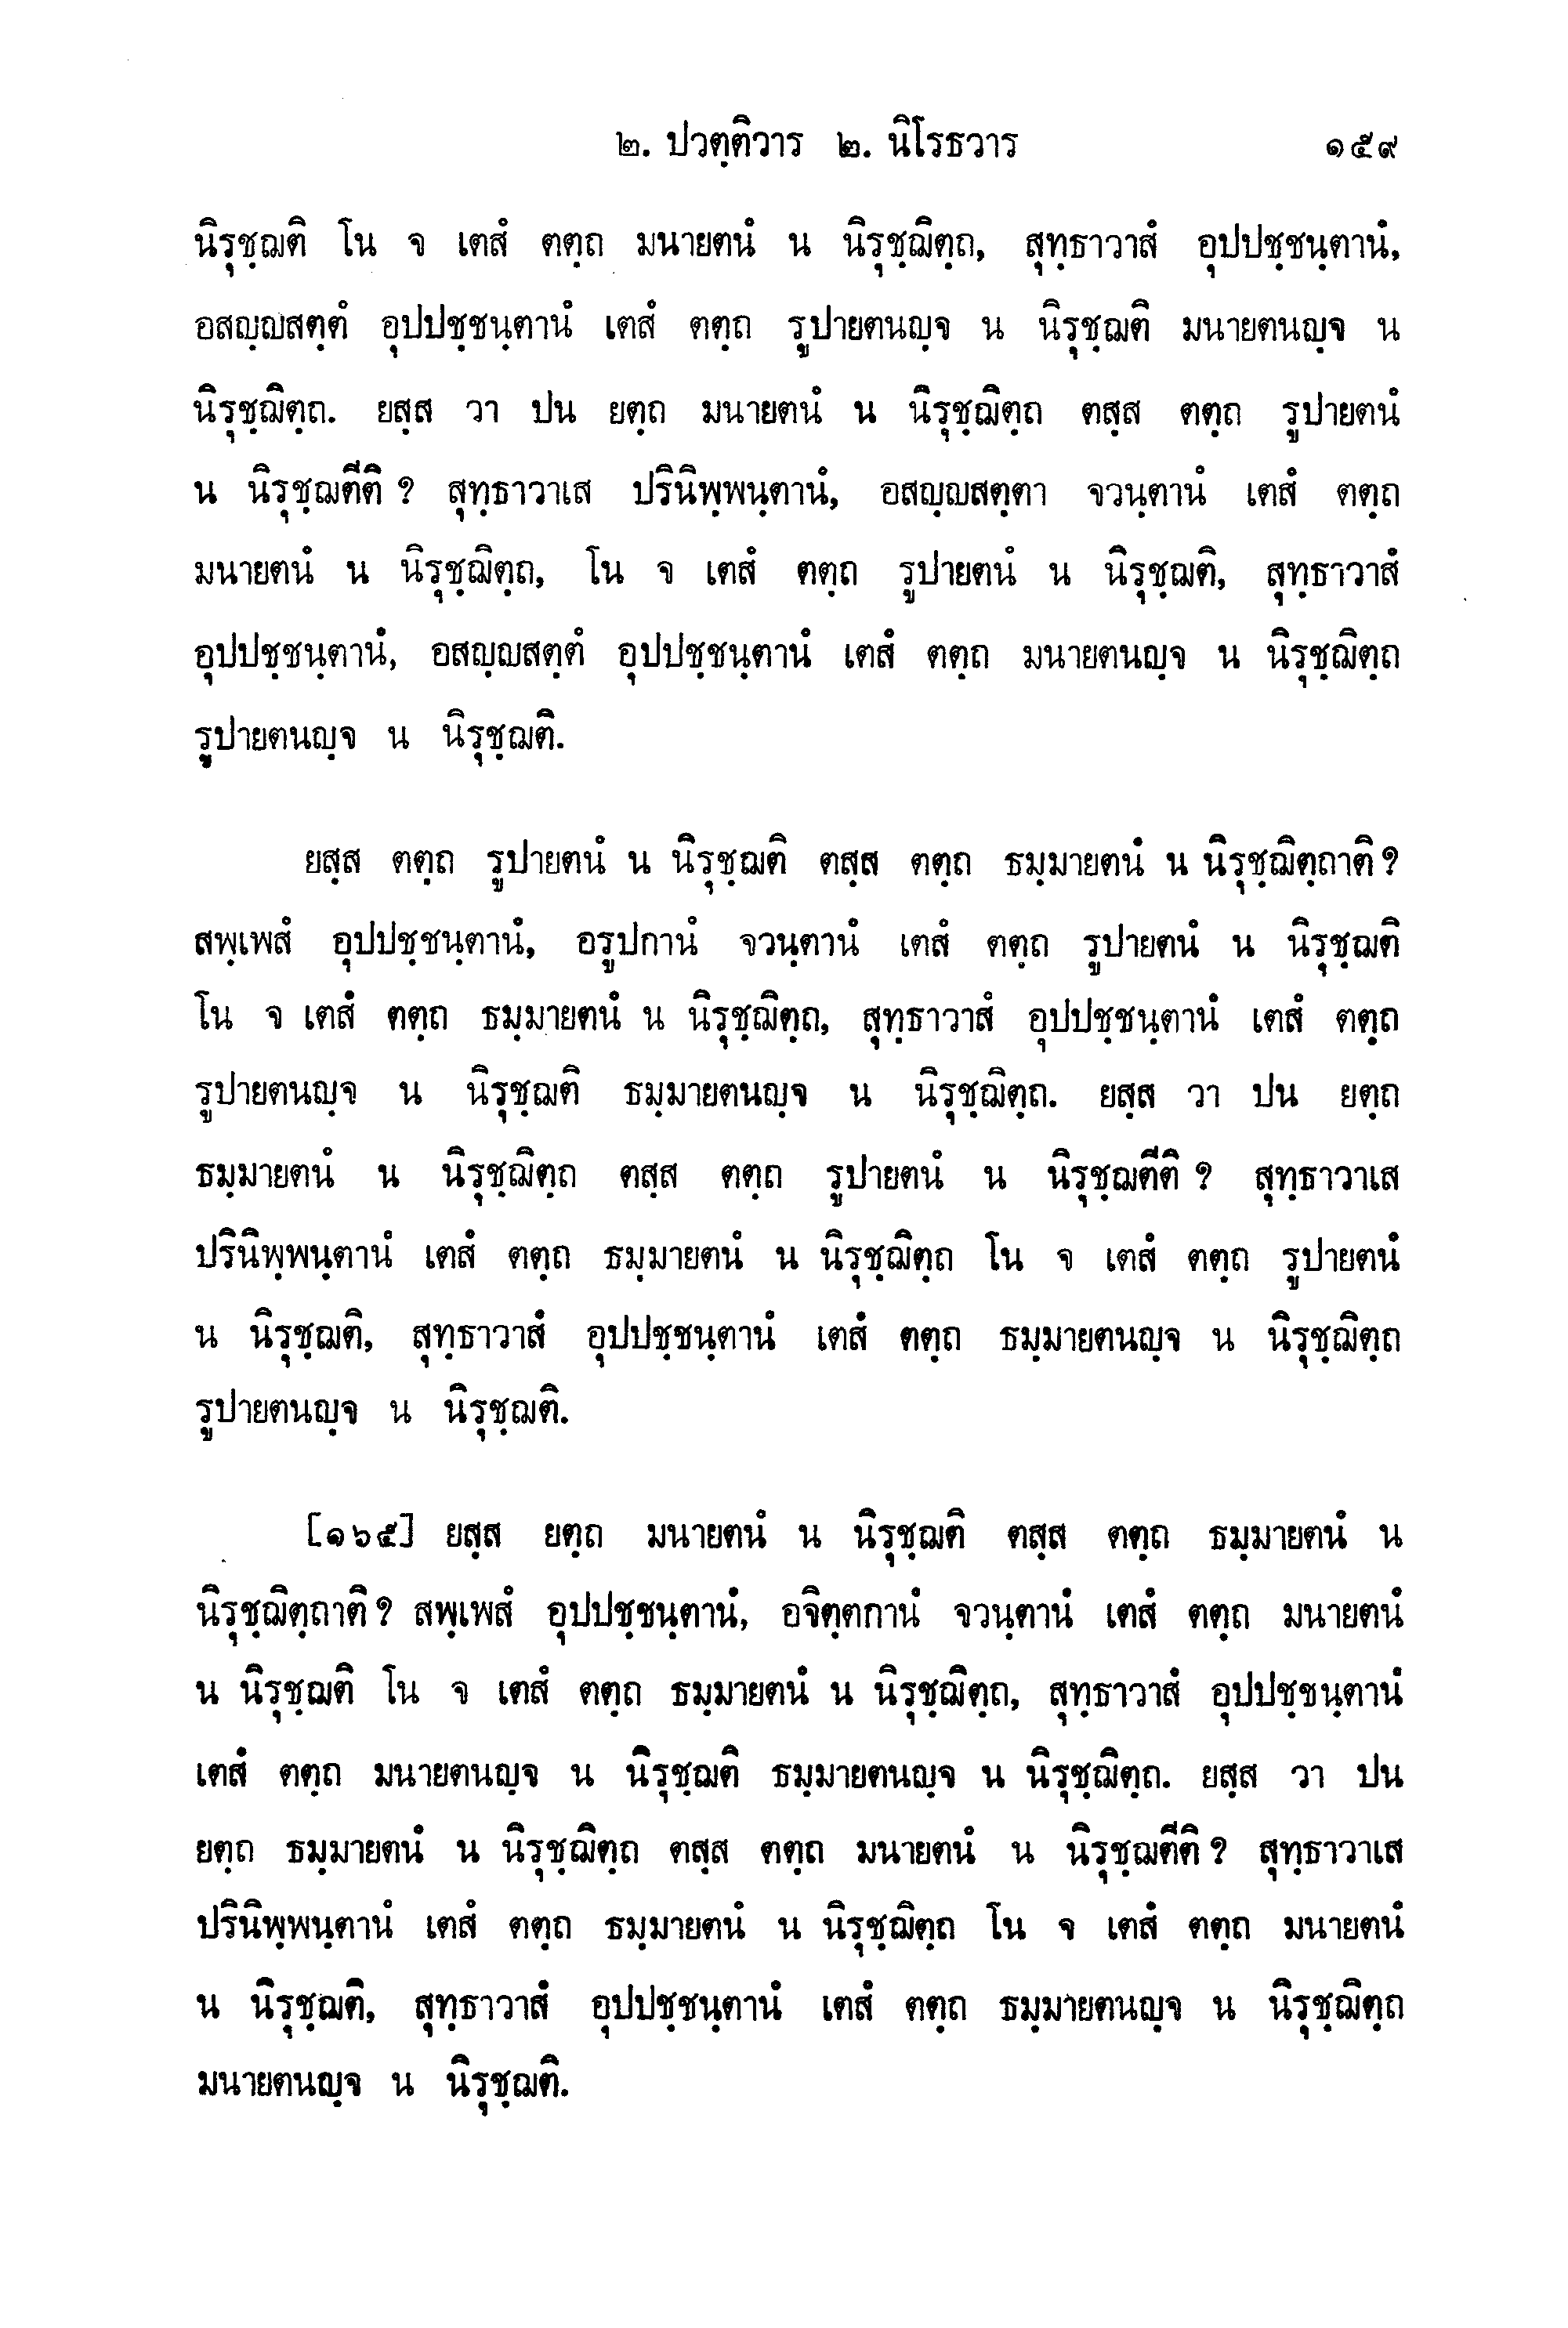 ๒. ปวตฺติวาร ๒. นิโรธวาร ๑๕๙
นิรุชฺฌติ โน จ เตสํ ตตฺถ มนายตนํ น นิรุชฺฌิตฺถ, สุทฺธาวาสํ อุปปชฺชนฺตานํ,
อสญฺญสตฺตํ อุปปชฺชนฺตานํ เตสํ ตตฺถ รูปายตนญฺจ น นิรุชฺฌติ มนายตนญฺจ น
นิรุชฺฌิตฺถ. ยสฺส วา ปน ยตฺถ มนายตนํ น นิรุชฺฌิตฺถ ตสฺส ตตฺถ รูปายตนํ
น นิรุชฺฌตีติ ? สุทฺธาวาเส ปรินิพฺพนฺตานํ, อสญฺญสตฺตา จวนฺตานํ เตสํ ตตฺถ
มนายตนํ น นิรุชฺฌิตฺถ, โน จ เตสํ ตตฺถ รูปายตนํ น นิรุชฺฌติ, สุทฺธาวาสํ
อุปปชฺชนฺตานํ, อสญฺญสตฺตํ อุปปชฺชนฺตานํ เตสํ ตตฺถ มนายตนญฺจ น นิรุชฺฌิตฺถ
รูปายตนญฺจ น นิรุชฺฌติ.
ยสฺส ตตฺถ รูปายตนํ น นิรุชฺฌติ ตสฺส ตตฺถ ธมฺมายตนํ น นิรุชฺฌิตฺถาติ ?
สพฺเพสํ อุปปชฺชนฺตานํ, อรูปกานํ จวนฺตานํ เตสํ ตตฺถ รูปายตนํ น นิรุชฺฌติ
โน จ เตสํ ตตฺถ ธมฺมายตนํ น นิรุชฺฌิตฺถ, สุทฺธาวาสํ อุปปชฺชนฺตานํ เตสํ ตตฺถ
รูปายตนญฺจ น นิรุชฺฌติ ธมฺมายตนญฺจ น นิรุชฺฌิตฺถ. ยสฺส วา ปน ยตฺถ
ธมฺมายตนํ น นิรุชฺฌิตฺถ ตสฺส ตตฺถ รูปายตนํ น นิรุชฺฌตีติ ? สุทฺธาวาเส
ปรินิพฺพนฺตานํ เตสํ ตตฺถ ธมฺมายตนํ น นิรุชฺฌิตฺถ โน จ เตสํ ตตฺถ รูปายตนํ
น นิรุชฺฌติ, สุทฺธาวาสํ อุปปชฺชนฺตานํ เตสํ ตตฺถ ธมฺมายตนญฺจ น นิรุชฺฌิตฺถ
รูปายตนญฺจ น นิรุชฺฌติ.
[๑๖๕] ยสฺส ยตฺถ มนายตนํ น นิรุชฺฌติ ตสฺส ตตฺถ ธมฺมายตนํ น
นิรุชฺฌิตฺถาติ ? สพฺเพสํ อุปปชฺชนฺตานํ, อจิตฺตกานํ จวนฺตานํ เตสํ ตตฺถ มนายตนํ
น นิรุชฺฌติ โน จ เตสํ ตตฺถ ธมฺมายตนํ น นิรุชฺฌิตฺถ, สุทฺธาวาสํ อุปปชฺชนฺตานํ
เตสํ ตตฺถ มนายตนญฺจ น นิรุชฺฌติ ธมฺมายตนญฺจ น นิรุชฺฌิตฺถ. ยสฺส วา ปน
ยตฺถ ธมฺมายตนํ น นิรุชฺฌิตฺถ ตสฺส ตตฺถ มนายตนํ น นิรุชฺฌตีติ ? สุทฺธาวาเส
ปรินิพฺพนฺตานํ เตสํ ตตฺถ ธมฺมายตนํ น นิรุชฺฌิตฺถ โน จ เตสํ ตตฺถ มนายตนํ
น นิรุชฺฌติ, สุทฺธาวาสํ อุปปชฺชนฺตานํ เตสํ ตตฺถ ธมฺมายตนญฺจ น นิรุชฺฌิตฺถ
มนายตนญฺจ น นิรุชฺฌติ.